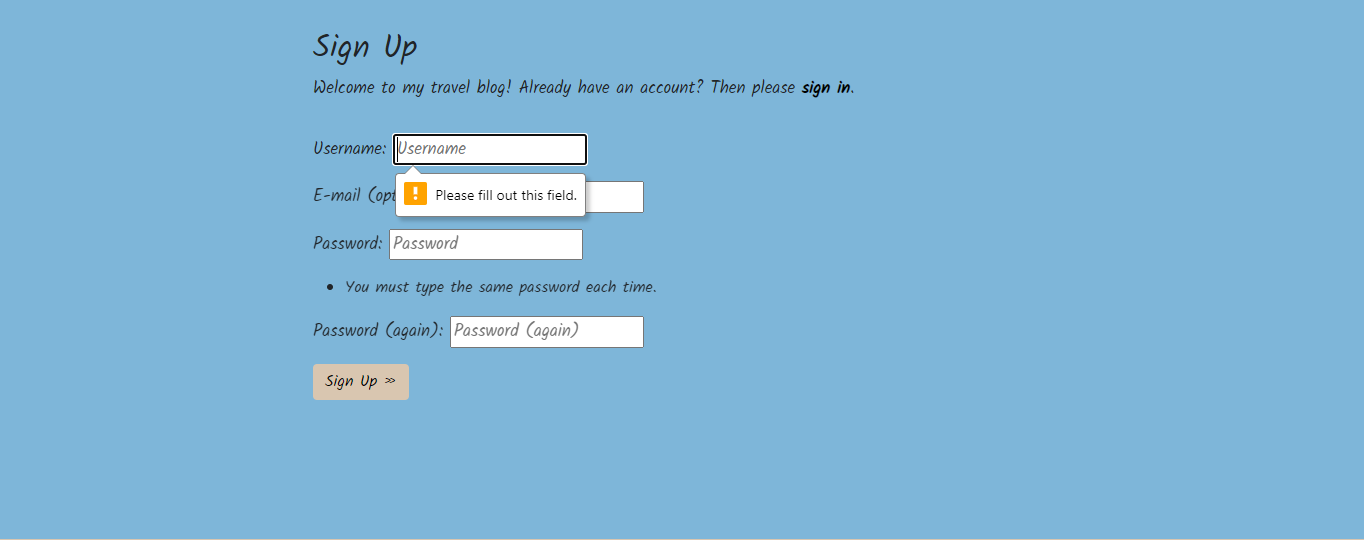 Sign Up
Welcome to my travel blog! Already have an account? Then please sign in.
Username: Username
E-mail (opt
Please fill out this field.
Password: Password
• You must type the same password each time.
Password (again): Password (again)
Sign Up »